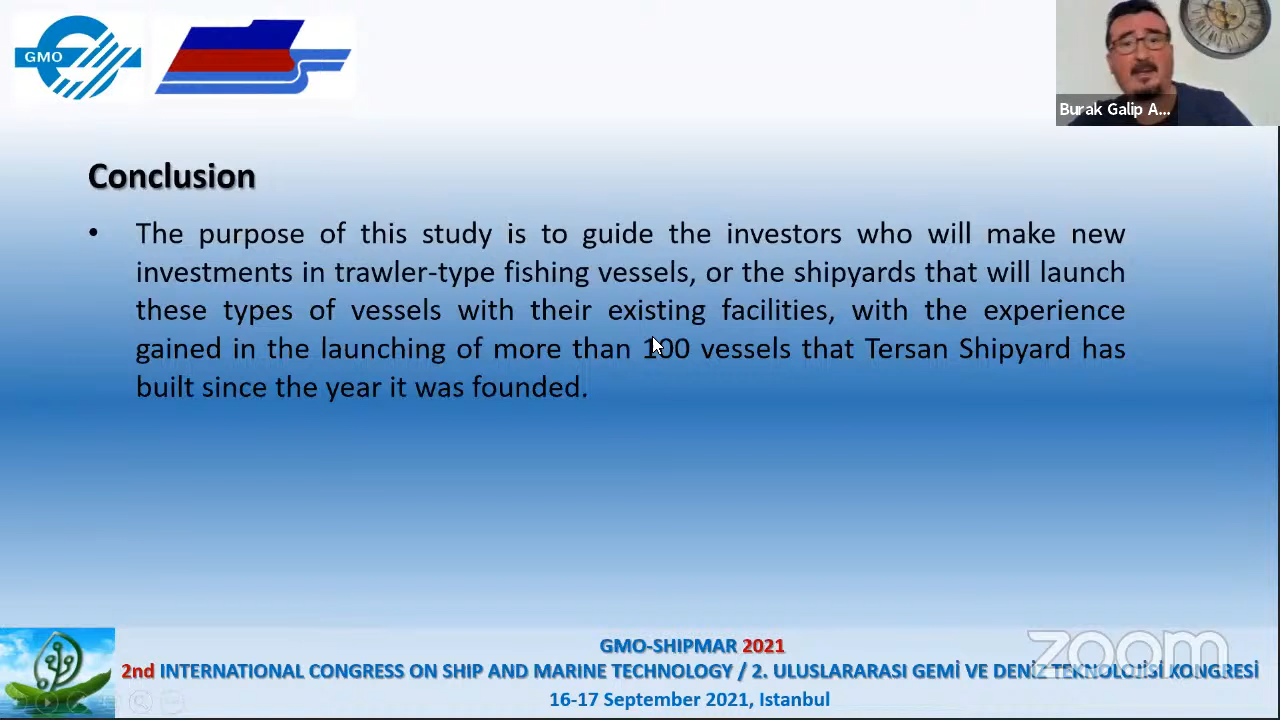 GMO
Burak Galip A...
Conclusion
• The purpose of this study is to guide the investors who will make new
investments in trawler-type fishing vessels, or the shipyards that will launch
these types of vessels with their existing facilities, with the experience
gained in the launching of more than 100 vessels that Tersan Shipyard has
built since the year it was founded.
GMO-SHIPMAR 2021
zoom
2nd INTERNATIONAL CONGRESS ON SHIP AND MARINE TECHNOLOGY / 2. ULUSLARARASI GEMİ VE DENİZ TEKNOLOJİSİ KONGRESİ
16-17 September 2021, Istanbul